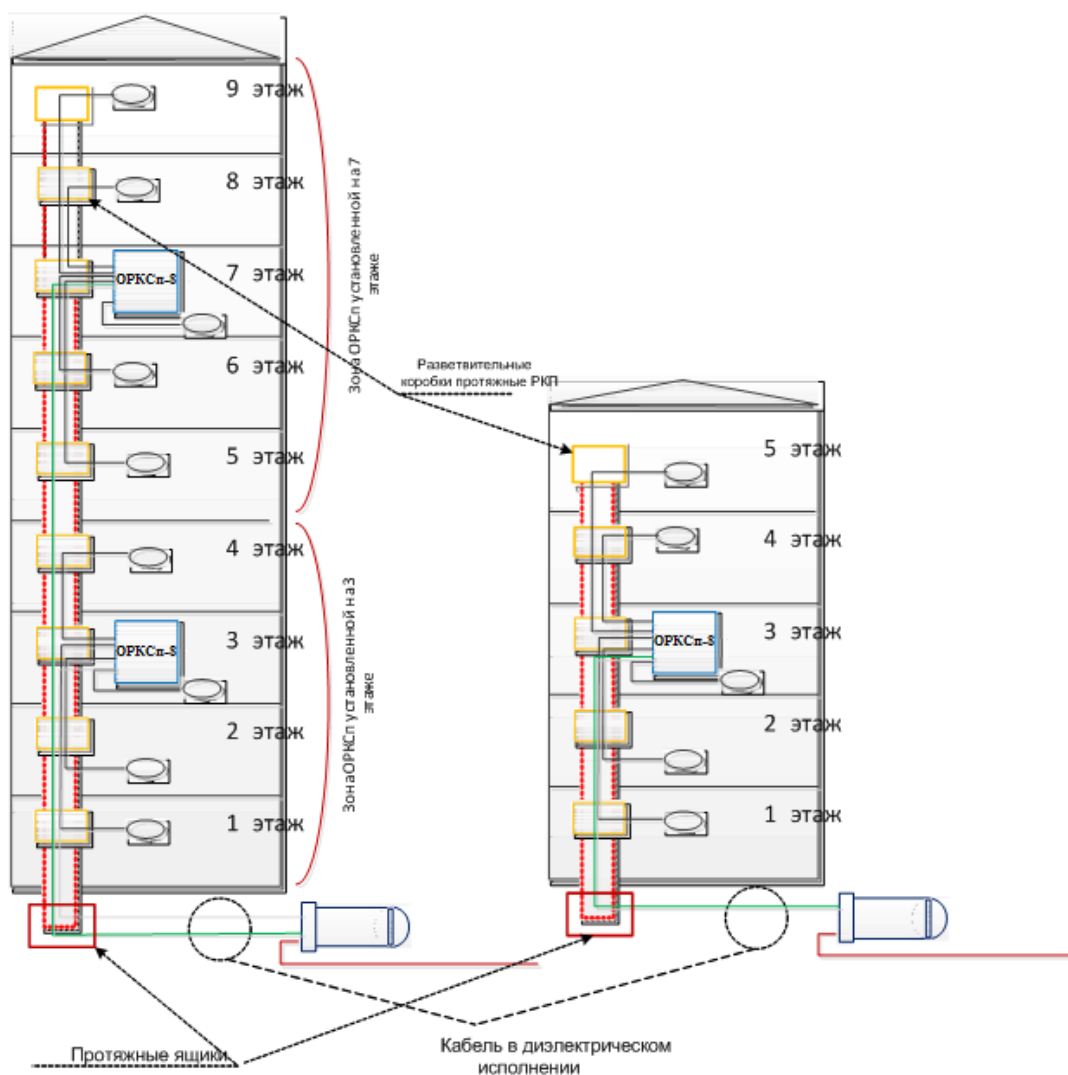 9 этаж
8 этаж
ОРКСп-8
7 этаж
6 этаж
5 этаж
4 этаж
ОРКСп-8
3 этаж
2 этаж
1 этаж
Зона ОРКСп установленной на 7
этаже
Зона ОРКСп установленной на 3
этаже
Разветвительные
коробки протяжные РКП
5 этаж
4 этаж
ОРКСп-8
3 этаж
2 этаж
1 этаж
Протяжные ящики
Кабель в диэлектрическом
исполнении